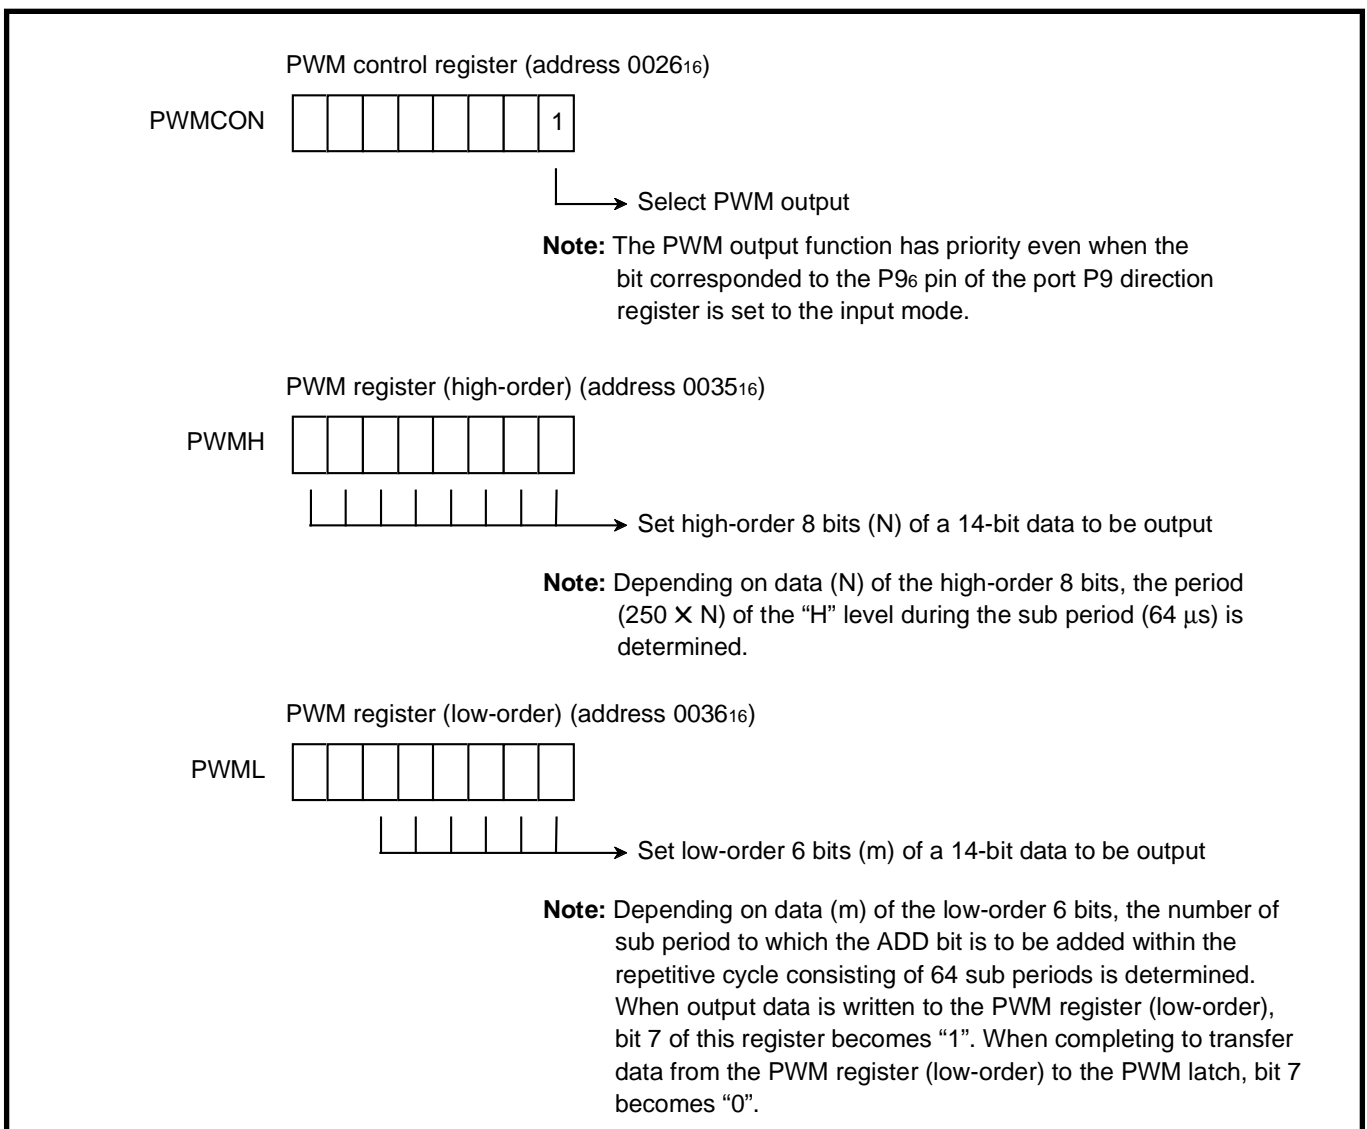 PWM control register (address 0026₁₆)
PWMCON 1
Select PWM output
Note: The PWM output function has priority even when the
bit corresponded to the P9₆ pin of the port P9 direction
register is set to the input mode.
PWM register (high-order) (address 0035₁₆)
PWMH
Set high-order 8 bits (N) of a 14-bit data to be output
Note: Depending on data (N) of the high-order 8 bits, the period
(250 ✕ N) of the “H” level during the sub period (64 μs) is
determined.
PWM register (low-order) (address 0036₁₆)
PWML
Set low-order 6 bits (m) of a 14-bit data to be output
Note: Depending on data (m) of the low-order 6 bits, the number of
sub period to which the ADD bit is to be added within the
repetitive cycle consisting of 64 sub periods is determined.
When output data is written to the PWM register (low-order),
bit 7 of this register becomes “1”. When completing to transfer
data from the PWM register (low-order) to the PWM latch, bit 7
becomes “0”.